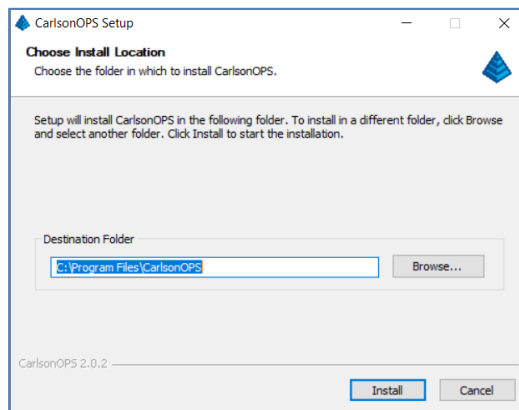 CarlsonOPS Setup
Choose Install Location
Choose the folder in which to install CarlsonOPS.
Setup will install CarlsonOPS in the following folder. To install in a different folder, click Browse
and select another folder. Click Install to start the installation.
Destination Folder
C:\Program Files\CarlsonOPS
Browse...
CarlsonOPS 2.0.2
Install
Cancel